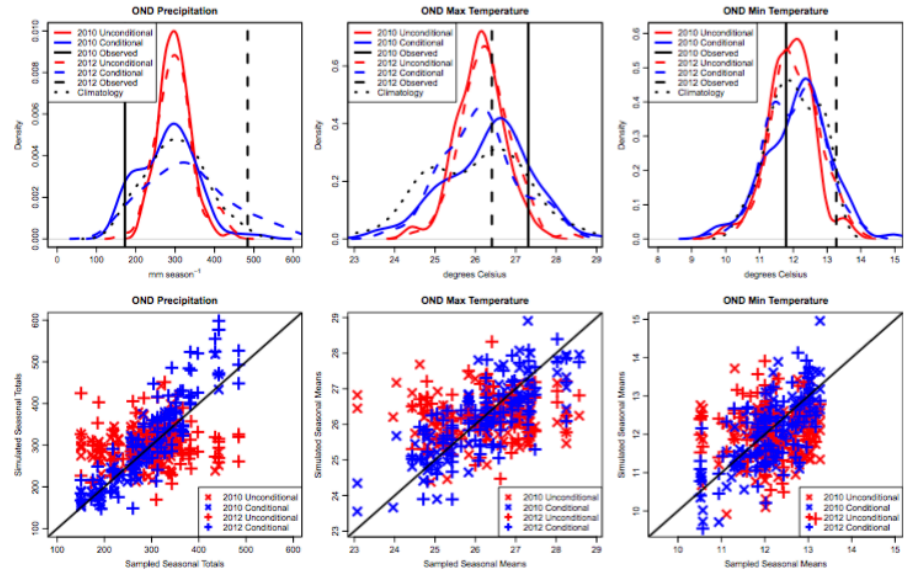 OND Precipitation
2010 Unconditional
2010 Conditional
2010 Observed
2012 Unconditional
2012 Conditional
2012 Observed
Climatology
Density
0.000 0.002 0.004 0.006 0.008 0.010
0 100 200 300 400 500 600
mm season⁻¹
OND Max Temperature
2010 Unconditional
2010 Conditional
2010 Observed
2012 Unconditional
2012 Conditional
2012 Observed
Climatology
Density
0.0 0.2 0.4 0.6 0.8
23 24 25 26 27 28 29
degrees Celsius
OND Min Temperature
2010 Unconditional
2010 Conditional
2010 Observed
2012 Unconditional
2012 Conditional
2012 Observed
Climatology
Density
0.0 0.1 0.2 0.3 0.4 0.5 0.6
8 9 10 11 12 13 14 15
degrees Celsius
OND Precipitation
Simulated Seasonal Totals
100 200 300 400 500 600
2010 Unconditional
2010 Conditional
2012 Unconditional
2012 Conditional
100 200 300 400 500 600
Sampled Seasonal Totals
OND Max Temperature
Simulated Seasonal Means
23 24 25 26 27 28 29
2010 Unconditional
2010 Conditional
2012 Unconditional
2012 Conditional
23 24 25 26 27 28 29
Sampled Seasonal Means
OND Min Temperature
Simulated Seasonal Means
10 11 12 13 14 15
2010 Unconditional
2010 Conditional
2012 Unconditional
2012 Conditional
10 11 12 13 14 15
Sampled Seasonal Means